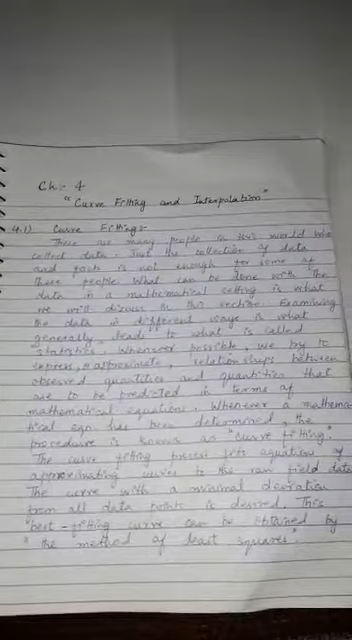 Ch:- 4
"Curve Fitting and Interpolation"
4.1) Curve Fitting:-
There are many people in this world who
collect data. Just the collection of data
and facts is not enough for some of
these people. What can be done with the
data in a mathematical setting is what
we will discuss in this section. Examining
the data in different ways is what
generally leads to what is called
statistics. Whenever possible, we try to
express, or approximate, relationships between
observed quantities and quantities that
are to be predicted in terms of
mathematical equations. Whenever a mathema-
tical eqn has been determined, the
procedure is known as "curve fitting."
The curve fitting process fits equation of
approximating curves to the raw field data
The curve with a minimal deviation
from all data points is desired. This
"best-fitting curve can be obtained by
"the method of least squares".